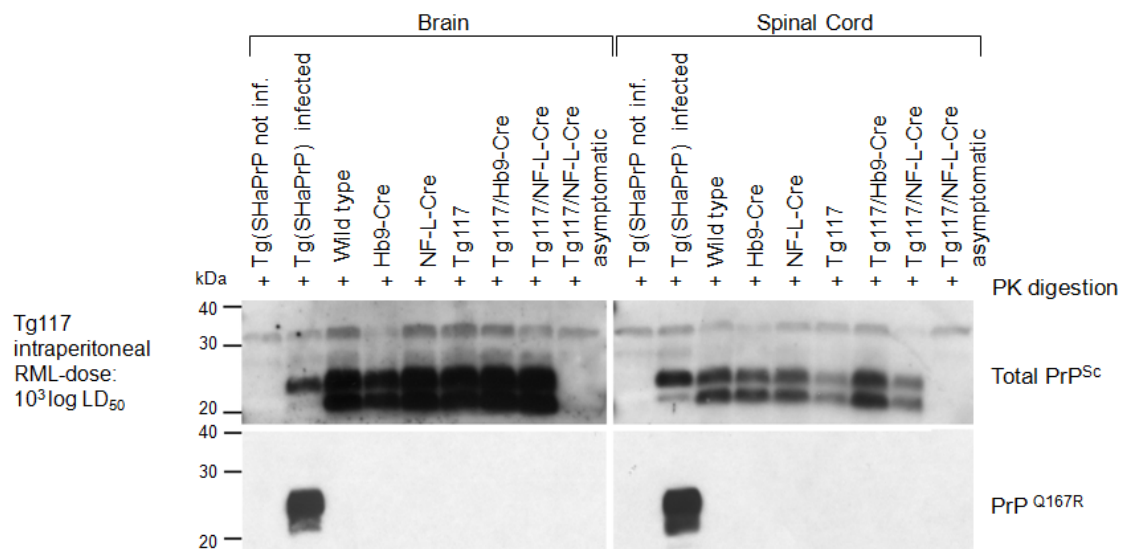 Brain Spinal Cord
+ Tg(SHaPrP not inf.
+ Tg(SHaPrP) infected
+ Wild type
+ Hb9-Cre
+ NF-L-Cre
+ Tg117
+ Tg117/Hb9-Cre
+ Tg117/NF-L-Cre
+ Tg117/NF-L-Cre
asymptomatic
+ Tg(SHaPrP not inf.
+ Tg(SHaPrP) infected
+ Wild type
+ Hb9-Cre
+ NF-L-Cre
+ Tg117
+ Tg117/Hb9-Cre
+ Tg117/NF-L-Cre
+ Tg117/NF-L-Cre
asymptomatic
kDa
PK digestion
40
30
20
Tg117
intraperitoneal
RML-dose:
10³ log LD₅₀
Total PrPSc
40
30
20
PrP Q167R